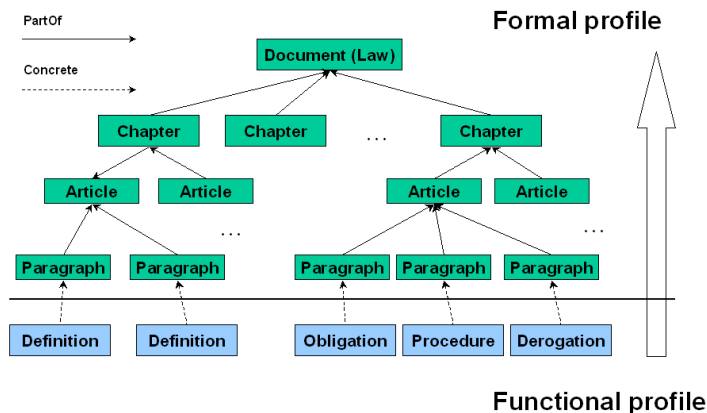 PartOf
Formal profile
Document (Law)
Concrete
Chapter Chapter ... Chapter
Article Article Article Article
... ...
Paragraph Paragraph Paragraph Paragraph Paragraph
Definition Definition Obligation Procedure Derogation
Functional profile